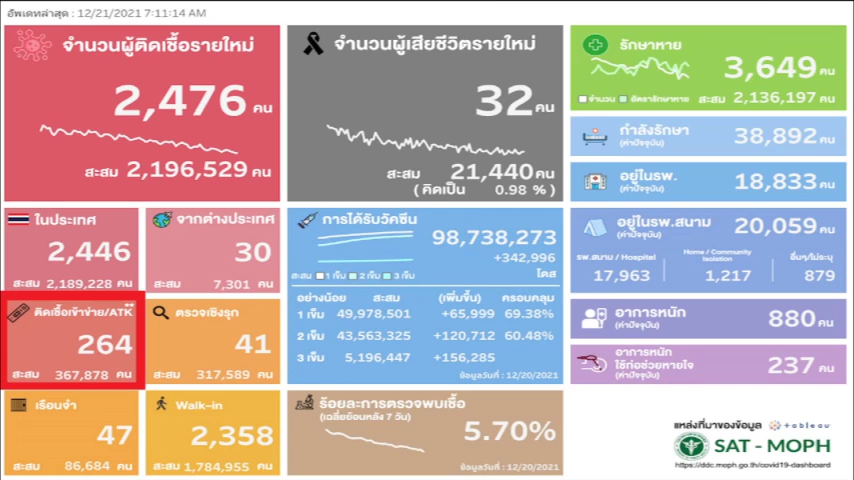 อัพเดทล่าสุด : 12/21/2021 7:11:14 AM
จำนวนผู้ติดเชื้อรายใหม่
2,476 คน
สะสม 2,196,529 คน
จำนวนผู้เสียชีวิตรายใหม่
32 คน
สะสม 21,440 คน
( คิดเป็น 0.98 % )
รักษาหาย
3,649 คน
จำนวน อัตรารักษาหาย สะสม 2,136,197 คน
กำลังรักษา
(ค่าปัจจุบัน)
38,892 คน
อยู่ในรพ.
(ค่าปัจจุบัน)
18,833 คน
อยู่ในรพ.สนาม
(ค่าปัจจุบัน)
20,059 คน
รพ.สนาม / Hospitel
17,963
Home / Community
Isolation
1,217
อื่นๆ/ไม่ระบุ
879
อาการหนัก
(ค่าปัจจุบัน)
880 คน
อาการหนัก
ใช้ท่อช่วยหายใจ
(ค่าปัจจุบัน)
237 คน
ในประเทศ
2,446
สะสม 2,189,228 คน
จากต่างประเทศ
30
สะสม 7,301 คน
ติดเชื้อเข้าข่าย/ATK **
264
สะสม 367,878 คน
ตรวจเชิงรุก
41
สะสม 317,589 คน
เรือนจำ
47
สะสม 86,684 คน
Walk-in
2,358
สะสม 1,784,955 คน
การได้รับวัคซีน
98,738,273
+342,996
โดส
สะสม 1 เข็ม 2 เข็ม 3 เข็ม
อย่างน้อย สะสม (เพิ่มขึ้น) ครอบคลุม
1 เข็ม 49,978,501 +65,999 69.38%
2 เข็ม 43,563,325 +120,712 60.48%
3 เข็ม 5,196,447 +156,285
ข้อมูลวันที่ : 12/20/2021
ร้อยละการตรวจพบเชื้อ
(เฉลี่ยย้อนหลัง 7 วัน)
5.70%
ข้อมูลวันที่ : 12/20/2021
แหล่งที่มาของข้อมูล +ableau
SAT - MOPH
https://ddc.moph.go.th/covid19-dashboard